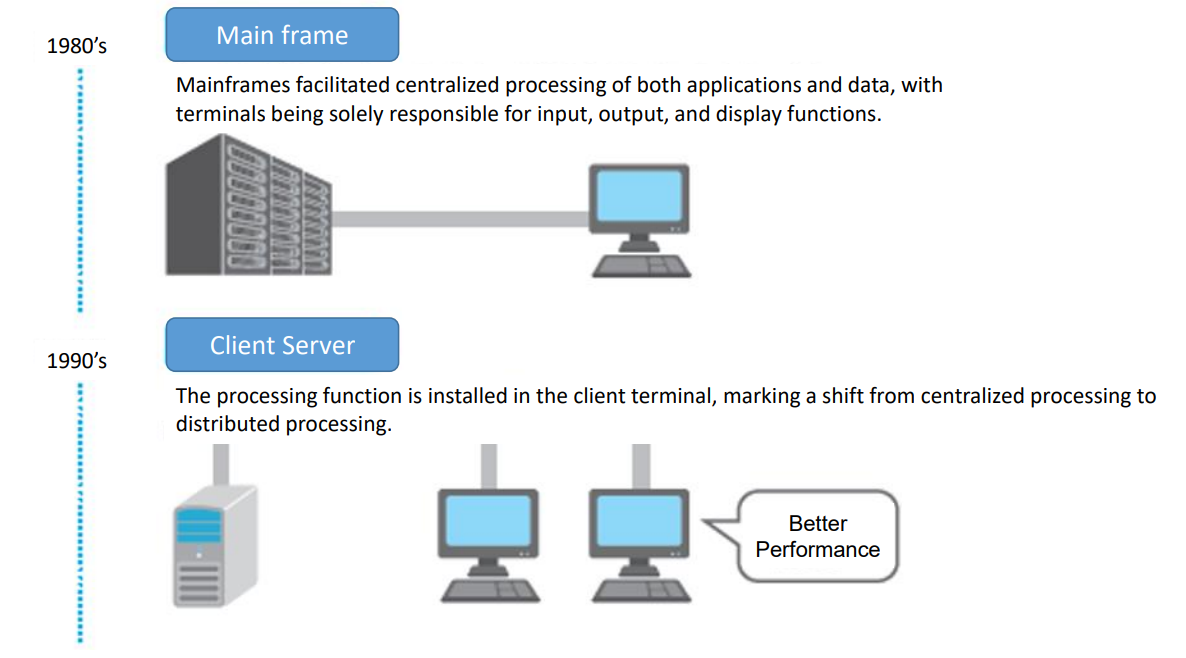 1980’s
Main frame
Mainframes facilitated centralized processing of both applications and data, with
terminals being solely responsible for input, output, and display functions.
1990’s
Client Server
The processing function is installed in the client terminal, marking a shift from centralized processing to
distributed processing.
Better
Performance